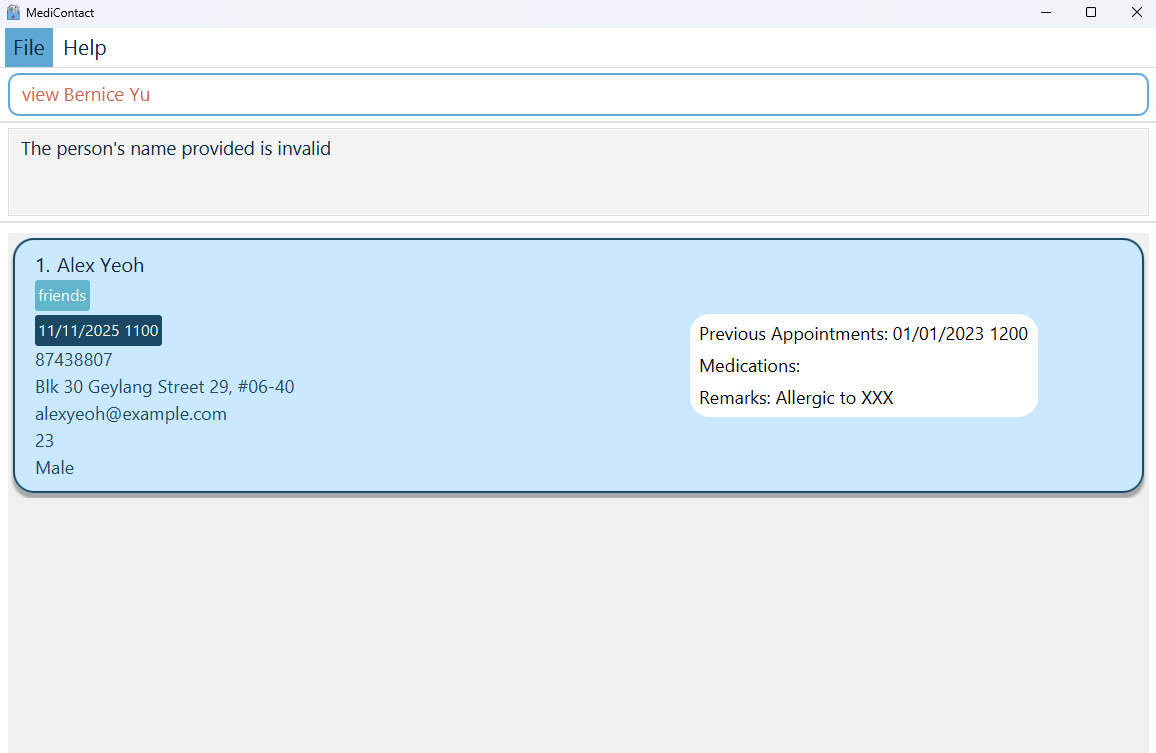 MediContact
File Help
view Bernice Yu
The person's name provided is invalid
1. Alex Yeoh
friends
11/11/2025 1100
87438807
Blk 30 Geylang Street 29, #06-40
alexyeoh@example.com
23
Male
Previous Appointments: 01/01/2023 1200
Medications:
Remarks: Allergic to XXX